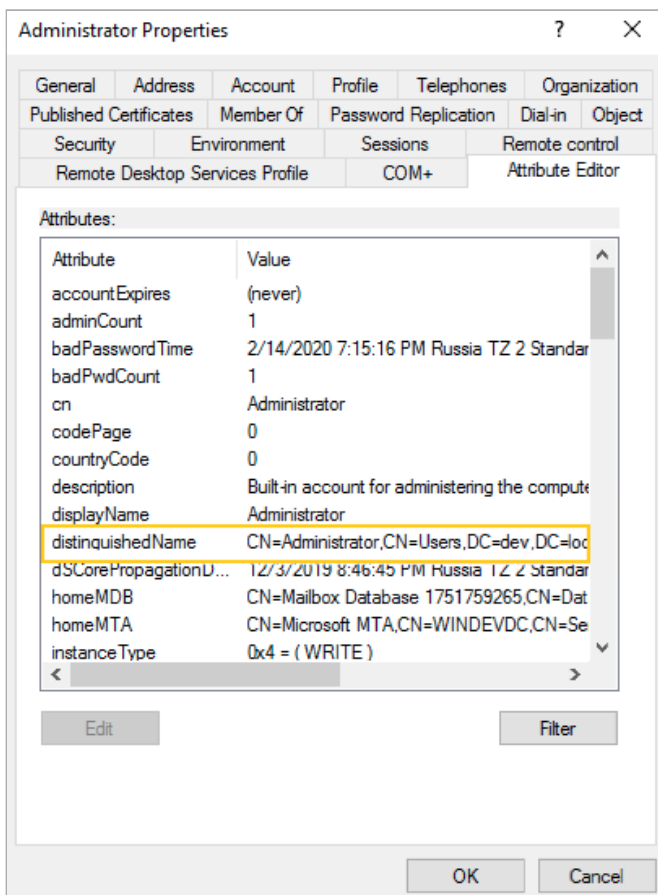 Administrator Properties ? ×
General Address Account Profile Telephones Organization
Published Certificates Member Of Password Replication Dial-in Object
Security Environment Sessions Remote control
Remote Desktop Services Profile COM+ Attribute Editor
Attributes:
Attribute Value
accountExpires (never)
adminCount 1
badPasswordTime 2/14/2020 7:15:16 PM Russia TZ 2 Standar
badPwdCount 1
cn Administrator
codePage 0
countryCode 0
description Built-in account for administering the compute
displayName Administrator
distinguishedName CN=Administrator,CN=Users,DC=dev,DC=loc
dSCorePropagationD... 12/3/2019 8:46:45 PM Russia TZ 2 Standar
homeMDB CN=Mailbox Database 1751759265,CN=Dat
homeMTA CN=Microsoft MTA,CN=WINDEVDC,CN=Se
instanceType 0x4 = ( WRITE )
Edit Filter
OK Cancel